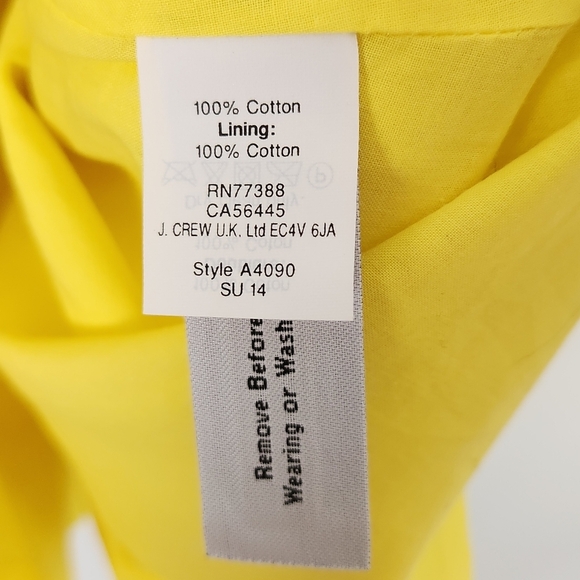 100% Cotton
Lining:
100% Cotton
RN77388
CA56445
J. CREW U.K. Ltd EC4V 6JA
Style A4090
SU 14
Remove Before
Wearing or Wash